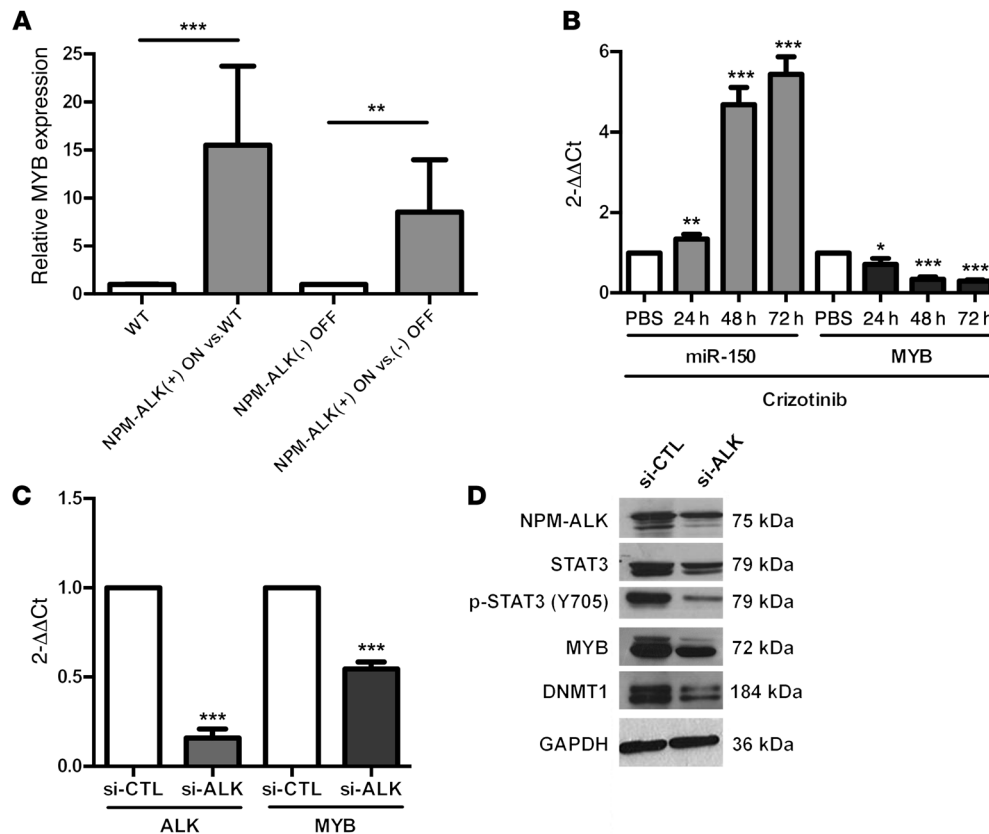 A
***
**
25
20
15
10
5
0
Relative MYB expression
WT
NPM-ALK(+) ON vs.WT
NPM-ALK(-) OFF
NPM-ALK(+) ON vs.(-) OFF
B
6
4
2
0
2-ΔΔCt
** *** ***
* *** ***
PBS 24 h 48 h 72 h PBS 24 h 48 h 72 h
miR-150 MYB
Crizotinib
C
1.5
1.0
0.5
0.0
2-ΔΔCt
***
***
si-CTL si-ALK si-CTL si-ALK
ALK MYB
D
si-CTL si-ALK
NPM-ALK 75 kDa
STAT3 79 kDa
p-STAT3 (Y705) 79 kDa
MYB 72 kDa
DNMT1 184 kDa
GAPDH 36 kDa